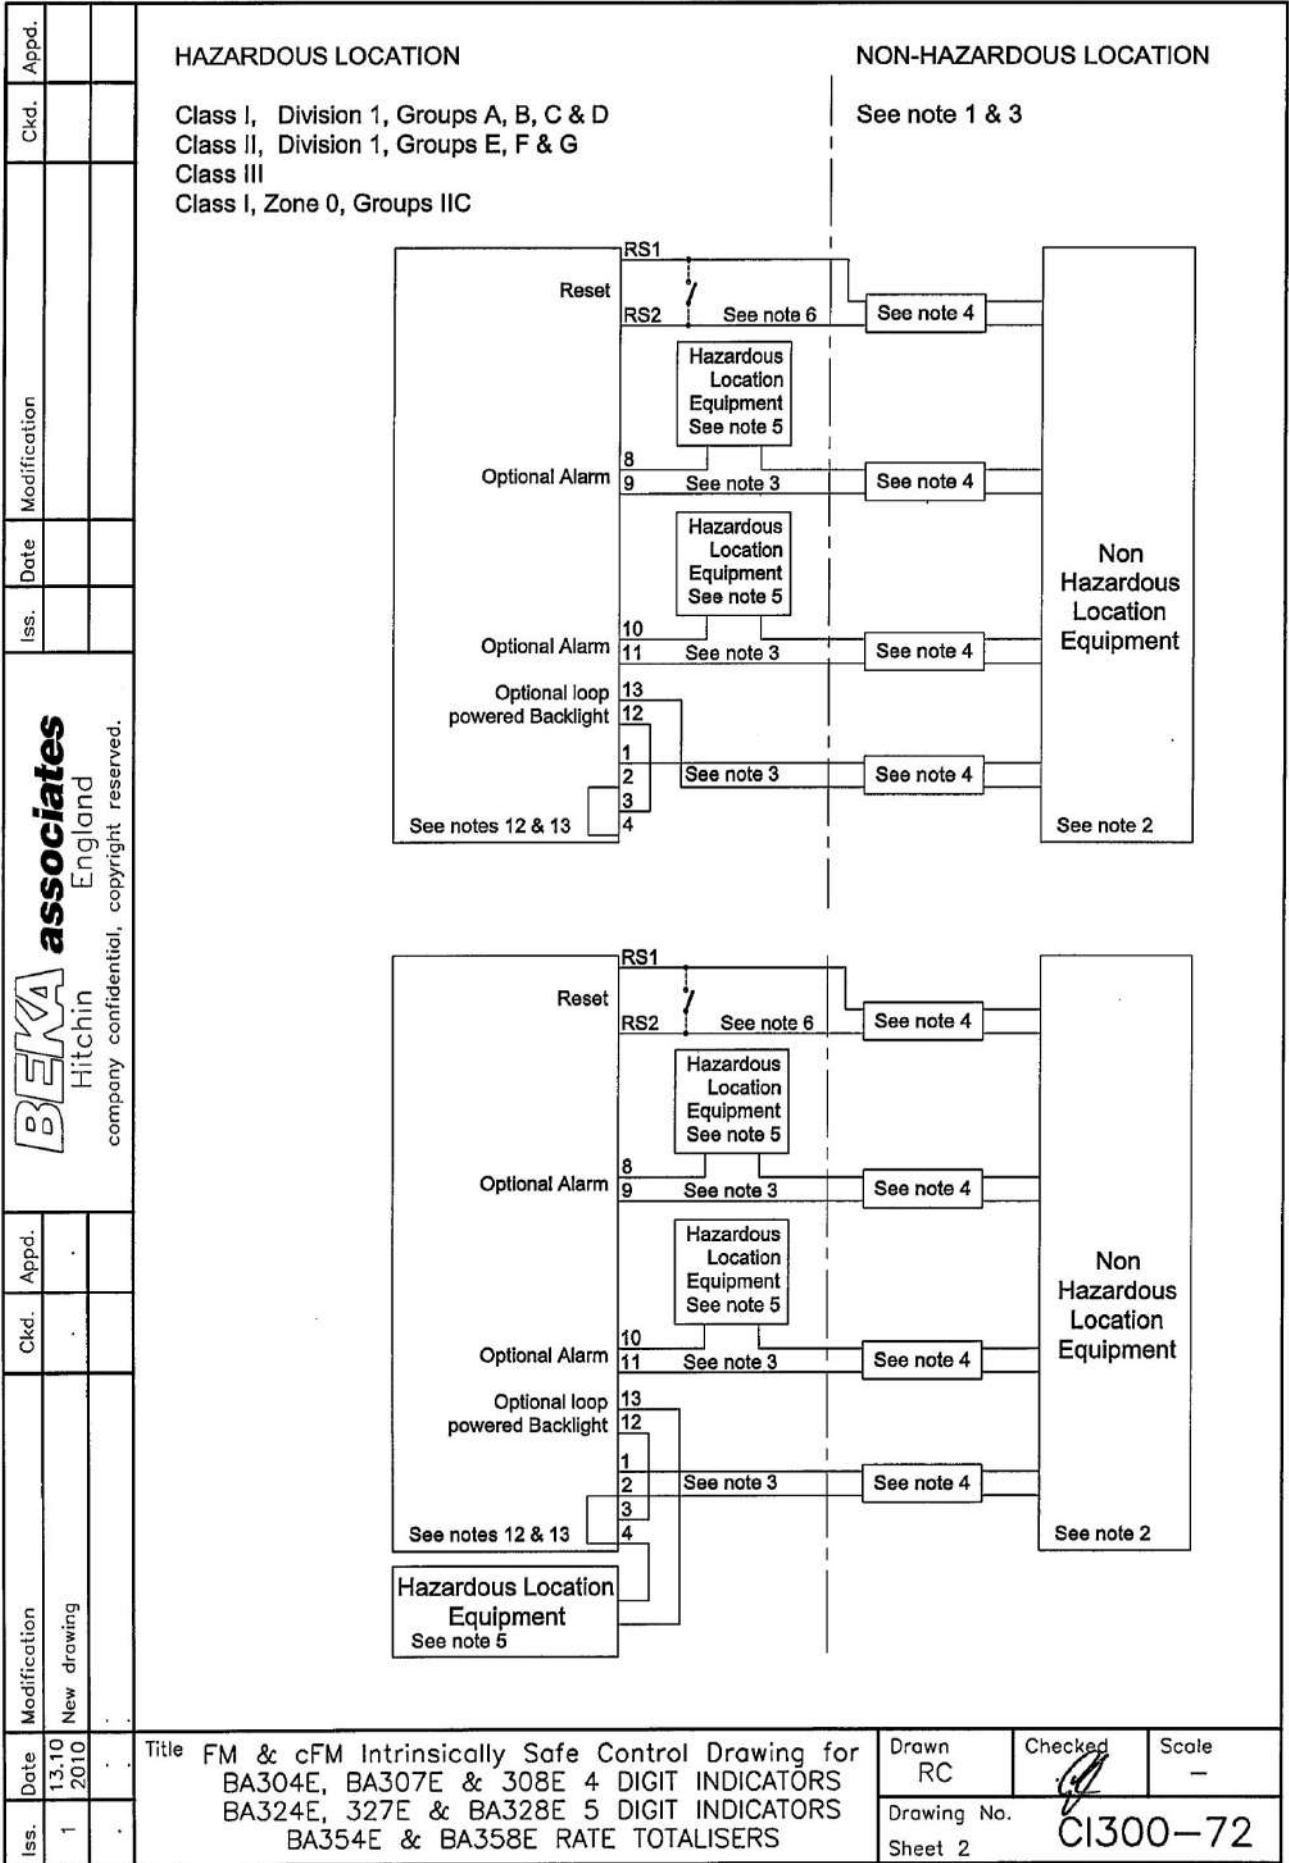 HAZARDOUS LOCATION
NON-HAZARDOUS LOCATION
Class I, Division 1, Groups A, B, C & D
Class II, Division 1, Groups E, F & G
Class III
Class I, Zone 0, Groups IIC
See note 1 & 3
RS1
Reset
RS2
See note 6
See note 4
Hazardous
Location
Equipment
See note 5
8
Optional Alarm
9
See note 3
See note 4
Hazardous
Location
Equipment
See note 5
10
Optional Alarm
11
See note 3
See note 4
Optional loop
powered Backlight
13
12
1
2
3
4
See note 3
See note 4
See notes 12 & 13
Non
Hazardous
Location
Equipment
See note 2
RS1
Reset
RS2
See note 6
See note 4
Hazardous
Location
Equipment
See note 5
8
Optional Alarm
9
See note 3
See note 4
Hazardous
Location
Equipment
See note 5
10
Optional Alarm
11
See note 3
See note 4
Optional loop
powered Backlight
13
12
1
2
3
4
See note 3
See note 4
See notes 12 & 13
Non
Hazardous
Location
Equipment
See note 2
Hazardous Location
Equipment
See note 5
Iss. Date Modification Ckd. Appd.
1 13.10 2010 New drawing
BEKA associates
Hitchin England
company confidential, copyright reserved.
Iss. Date Modification Ckd. Appd.
Title FM & cFM Intrinsically Safe Control Drawing for
BA304E, BA307E & 308E 4 DIGIT INDICATORS
BA324E, 327E & BA328E 5 DIGIT INDICATORS
BA354E & BA358E RATE TOTALISERS
Drawn
RC
Checked
Scale
–
Drawing No.
CI300–72
Sheet 2